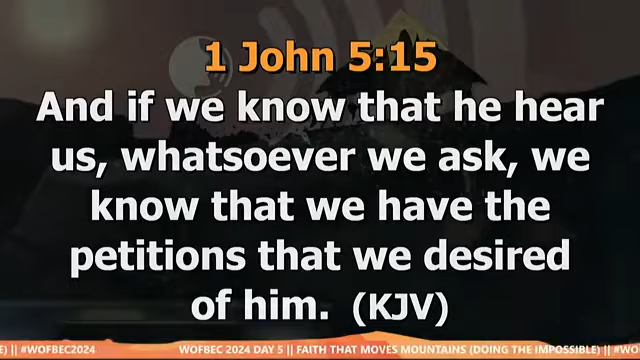 1 John 5:15
And if we know that he hear
us, whatsoever we ask, we
know that we have the
petitions that we desired
of him. (KJV)
E) || #WOFBEC2024 WOFBEC 2024 DAY 5 || FAITH THAT MOVES MOUNTAINS (DOING THE IMPOSSIBLE) || #WO